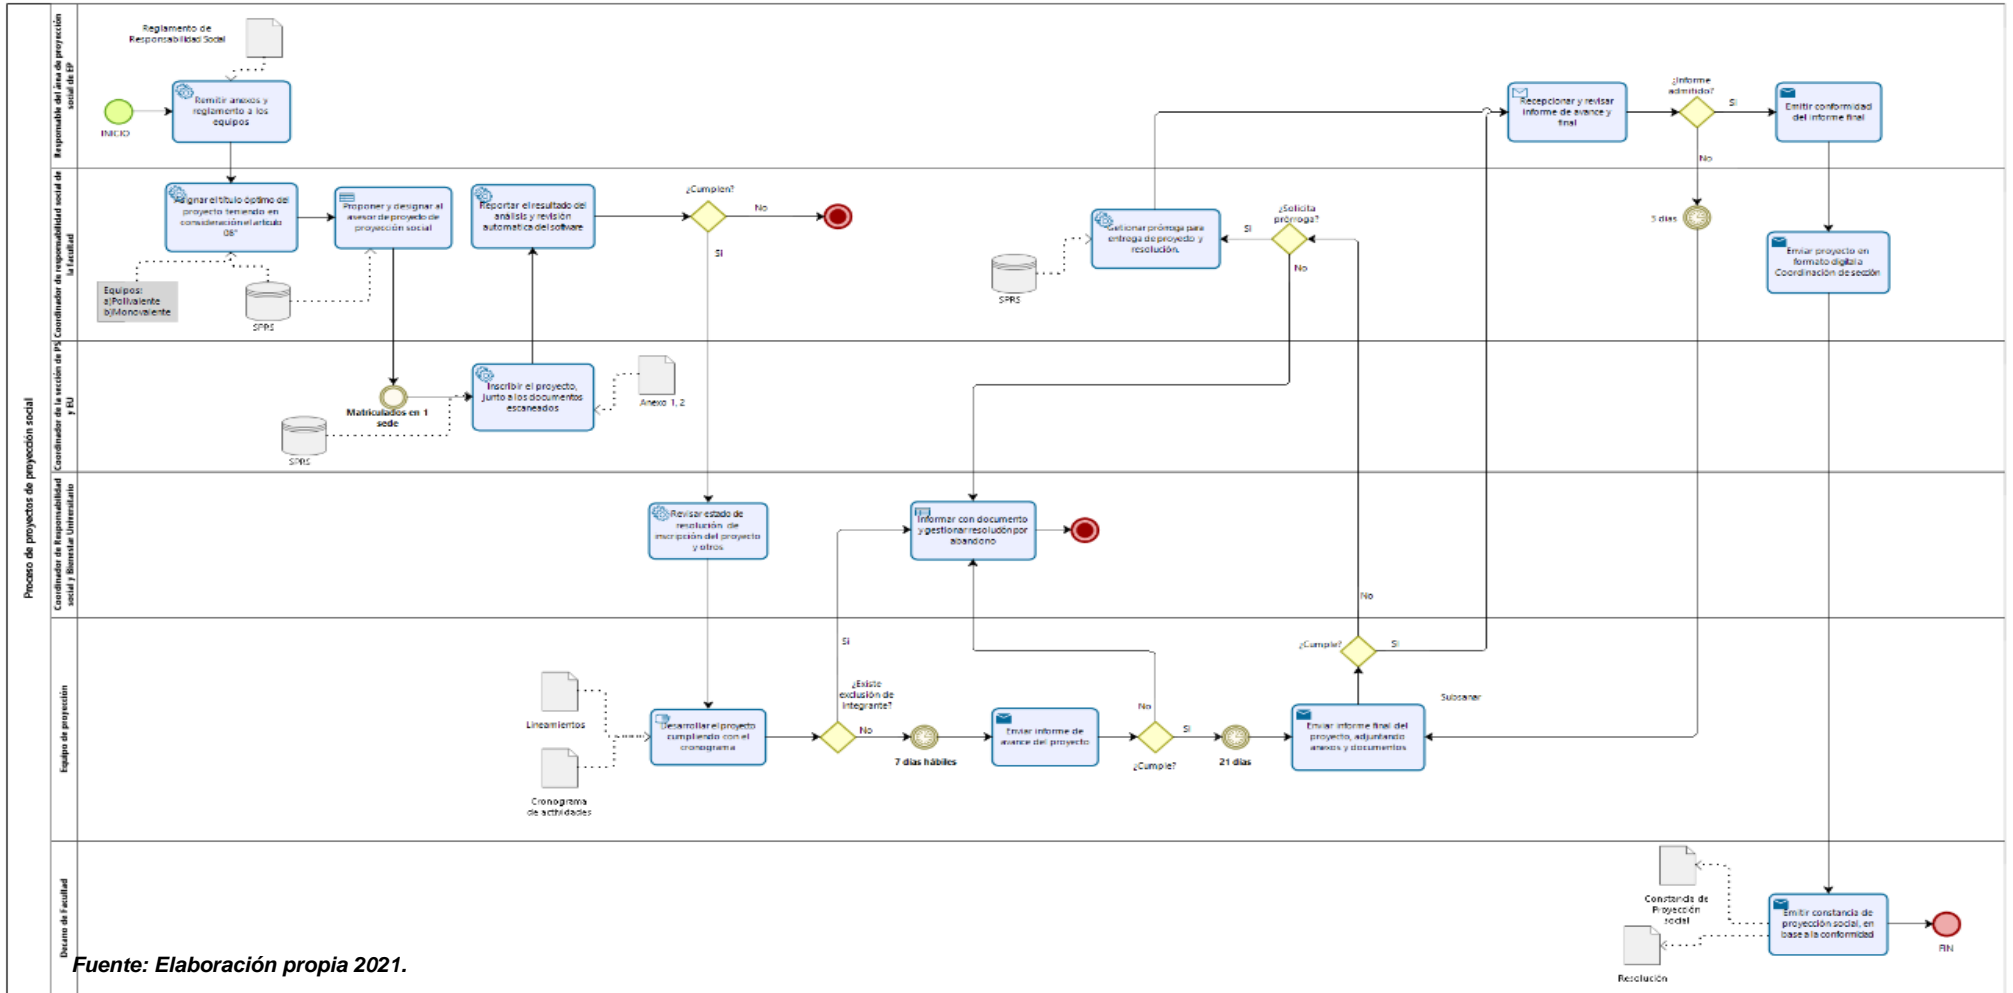 Proceso de proyectos de proyección social
Responsable del área de proyección
social de EP
Reglamento de
Responsabilidad Social
INICIO
Remitir anexos y
reglamento a los
equipos
Recepcionar y revisar
informe de avance y
final
¿Informe
admitido?
Si
No
Emitir conformidad
del informe final
Coordinador de responsabilidad social de
la facultad
Asignar el título óptimo del
proyecto teniendo en
consideración el artículo
08°
Proponer y designar al
asesor de proyecto de
proyección social
Reportar el resultado del
análisis y revisión
automatica del software
¿Cumplen?
No
Si
Equipos:
a)Polivalente
b)Monovalente
SPRS
SPRS
Getionar prórroga para
entroga de proyecto y
resolución.
¿Solicita
prórroga?
Si
No
3 días
Enviar proyecto en
formato digital a
Coordinación de sección
Coordinador de la sección de PS
y EU
Matriculados en 1
sede
SPRS
Inscribir el proyecto,
junto a los documentos
escaneados
Anexo 1, 2
Coordinador de Responsabilidad
social y Bienestar Universitario
Revisar estado de
resolución de
inscripción del proyecto
y otros
Informar con documento
y gestionar resolución por
abandono
No
Equipo de proyección
Lineamientos
Cronograma
de actividades
Desarrollar el proyecto
cumpliendo con el
cronograma
Si
¿Existe
exclusión de
integrante?
No
7 días hábiles
Enviar informe de
avance del proyecto
No
¿Cumple?
Si
21 días
Enviar informe final del
proyecto, adjuntando
anexos y documentos
¿Cumple?
Si
Subsanar
Decano de Facultad
Constancia de
Proyección
social
Resolución
Emitir constancia de
proyección social, en
base a la conformidad
FIN
Fuente: Elaboración propia 2021.